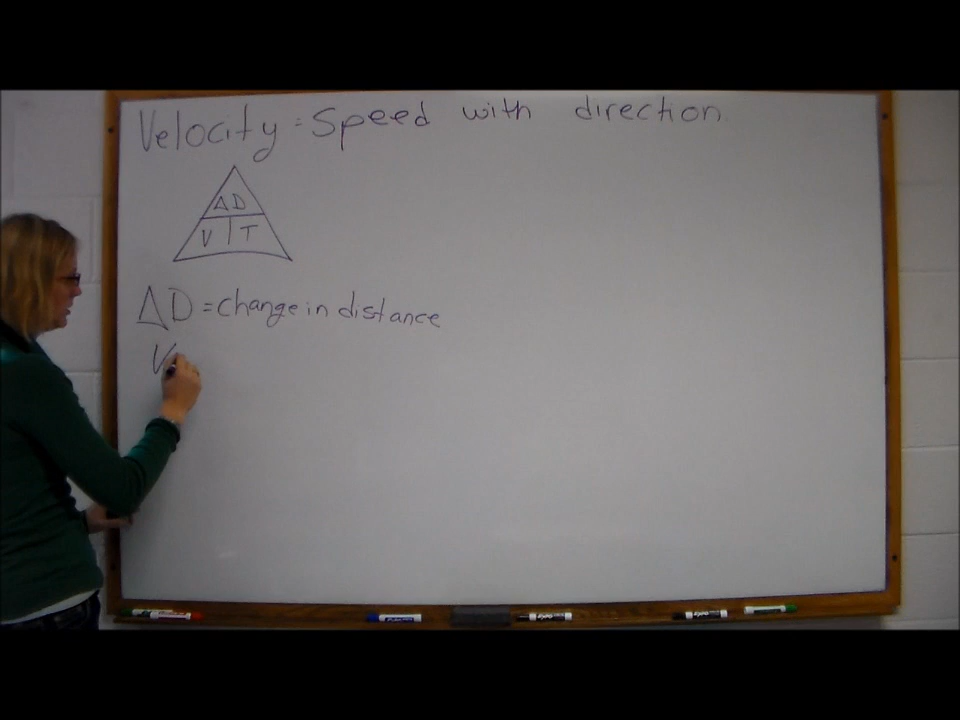 Velocity = Speed with direction
ΔD
V T
ΔD = change in distance
V